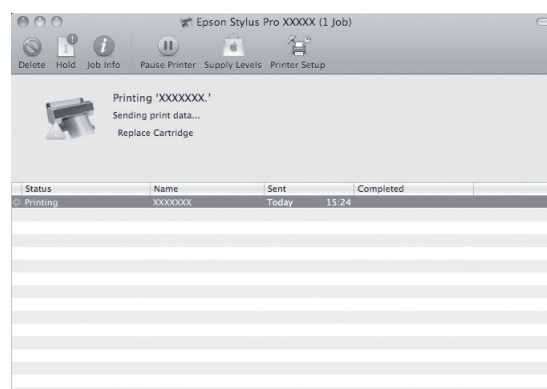 Epson Stylus Pro XXXXX (1 Job)
1
Delete Hold Job Info Pause Printer Supply Levels Printer Setup
Printing 'XXXXXXX.'
Sending print data...
Replace Cartridge
Status Name Sent Completed
Printing XXXXXXX Today 15:24